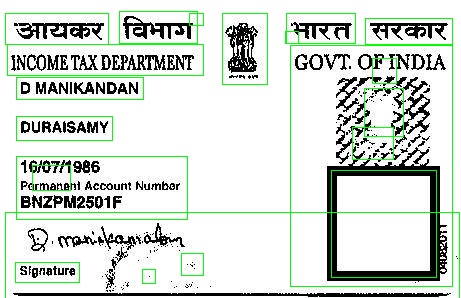 आयकर विभाग भारत सरकार
INCOME TAX DEPARTMENT GOVT. OF INDIA
D MANIKANDAN
DURAISAMY
16/07/1986
Permanent Account Number
BNZPM2501F
D. manikandan
Signature
04082011